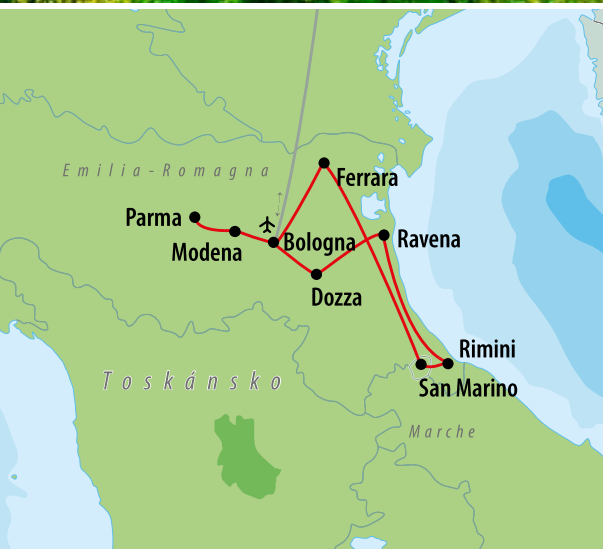 Emilia-Romagna
Ferrara
Parma
Modena
Bologna
Ravena
Dozza
Rimini
Toskánsko
San Marino
Marche